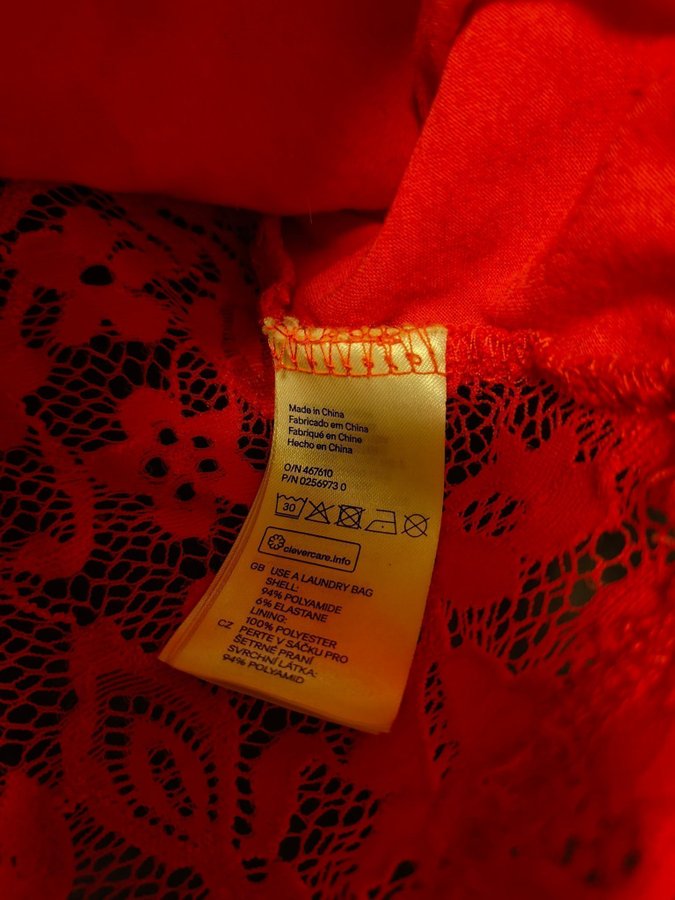 Made in China
Fabricado em China
Fabriqué en Chine
Hecho en China
O/N 467610
P/N 0256973 0
30
clevercare.info
GB USE A LAUNDRY BAG
SHELL:
94% POLYAMIDE
6% ELASTANE
LINING:
100% POLYESTER
CZ PERTE V SÁČKU PRO
ŠETRNÉ PRANÍ
SVRCHNÍ LÁTKA:
94% POLYAMID